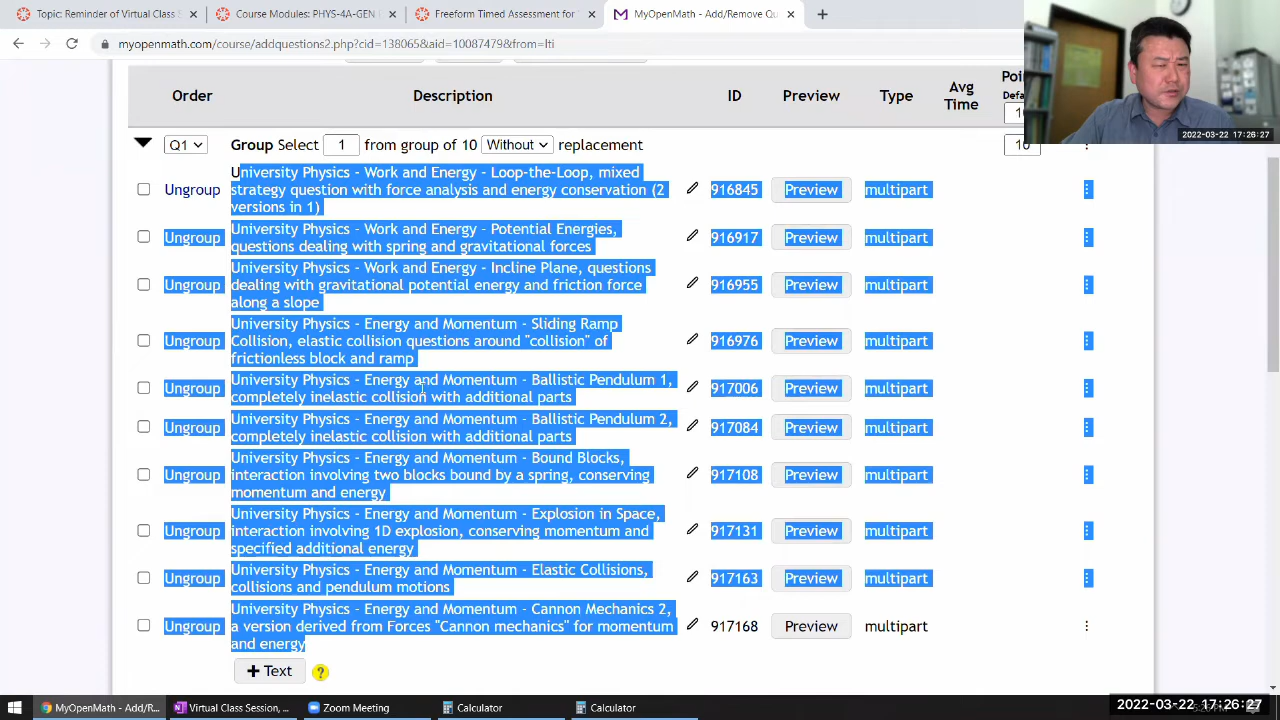 Topic: Reminder of Virtual Class
Course Modules: PHYS-4A-GEN
Freeform Timed Assessment for
MyOpenMath - Add/Remove Qu
myopenmath.com/course/addquestions2.php?cid=138065&aid=10087479&from=lti
2022-03-22 17:26:27
Order Description ID Preview Type Avg Time
Q1 Group Select 1 from group of 10 Without replacement 10
Ungroup University Physics - Work and Energy - Loop-the-Loop, mixed
strategy question with force analysis and energy conservation (2
versions in 1) 916845 Preview multipart
Ungroup University Physics - Work and Energy - Potential Energies,
questions dealing with spring and gravitational forces 916917 Preview multipart
Ungroup University Physics - Work and Energy - Incline Plane, questions
dealing with gravitational potential energy and friction force
along a slope 916955 Preview multipart
Ungroup University Physics - Energy and Momentum - Sliding Ramp
Collision, elastic collision questions around "collision" of
frictionless block and ramp 916976 Preview multipart
Ungroup University Physics - Energy and Momentum - Ballistic Pendulum 1,
completely inelastic collision with additional parts 917006 Preview multipart
Ungroup University Physics - Energy and Momentum - Ballistic Pendulum 2,
completely inelastic collision with additional parts 917084 Preview multipart
Ungroup University Physics - Energy and Momentum - Bound Blocks,
interaction involving two blocks bound by a spring, conserving
momentum and energy 917108 Preview multipart
Ungroup University Physics - Energy and Momentum - Explosion in Space,
interaction involving 1D explosion, conserving momentum and
specified additional energy 917131 Preview multipart
Ungroup University Physics - Energy and Momentum - Elastic Collisions,
collisions and pendulum motions 917163 Preview multipart
Ungroup University Physics - Energy and Momentum - Cannon Mechanics 2,
a version derived from Forces "Cannon mechanics" for momentum
and energy 917168 Preview multipart
+ Text ?
MyOpenMath - Add/R...
Virtual Class Session, ...
Zoom Meeting
Calculator
Calculator
2022-03-22 17:26:27